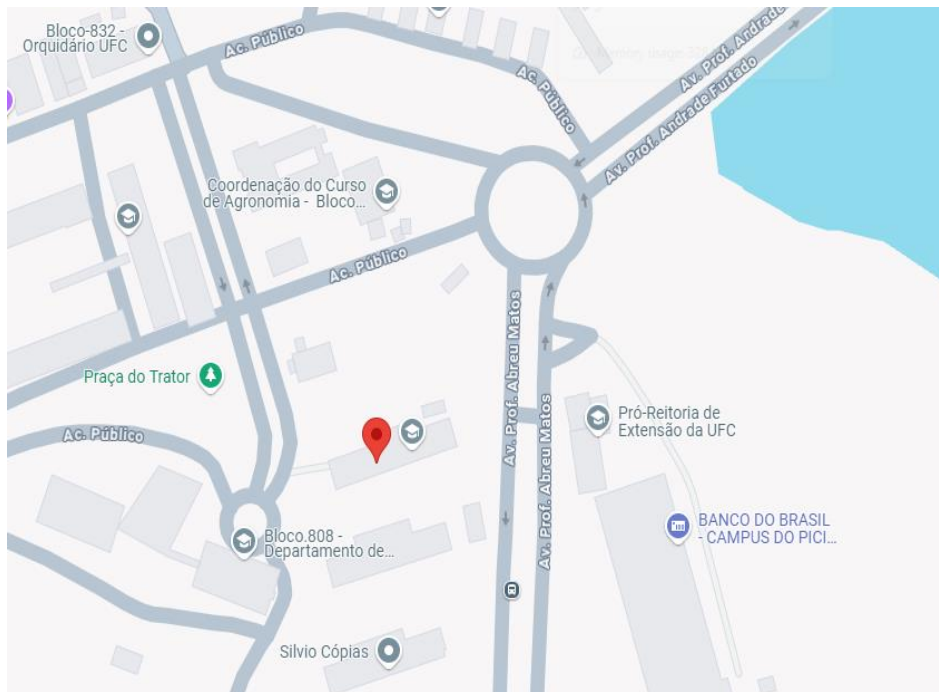 Bloco-832 -
Orquidário UFC
Ac. Público
Ac. Público
Av. Prof. Andrade
Av. Prof. Andrade Furtado
Coordenação do Curso
de Agronomia - Bloco...
Ac. Público
Praça do Trator
Av. Prof. Abreu Matos
Av. Prof. Abreu Matos
Ac. Público
Pró-Reitoria de
Extensão da UFC
Bloco.808 -
Departamento de...
BANCO DO BRASIL
- CAMPUS DO PICI...
Silvio Cópias